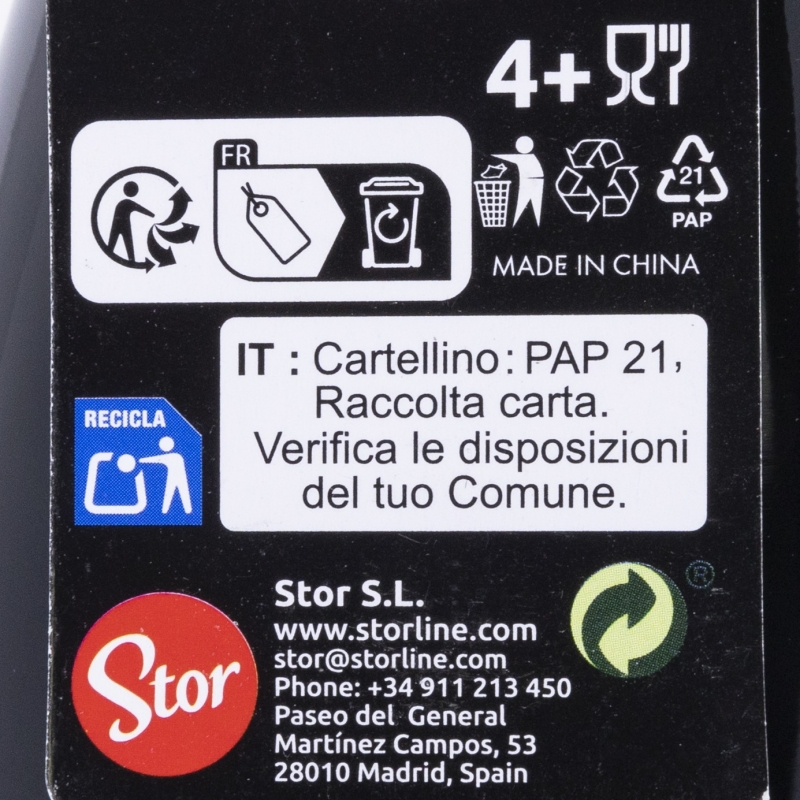 4+
FR
21
PAP
MADE IN CHINA
IT : Cartellino: PAP 21,
Raccolta carta.
Verifica le disposizioni
del tuo Comune.
RECICLA
Stor
Stor S.L.
www.storline.com
stor@storline.com
Phone: +34 911 213 450
Paseo del General
Martínez Campos, 53
28010 Madrid, Spain
®